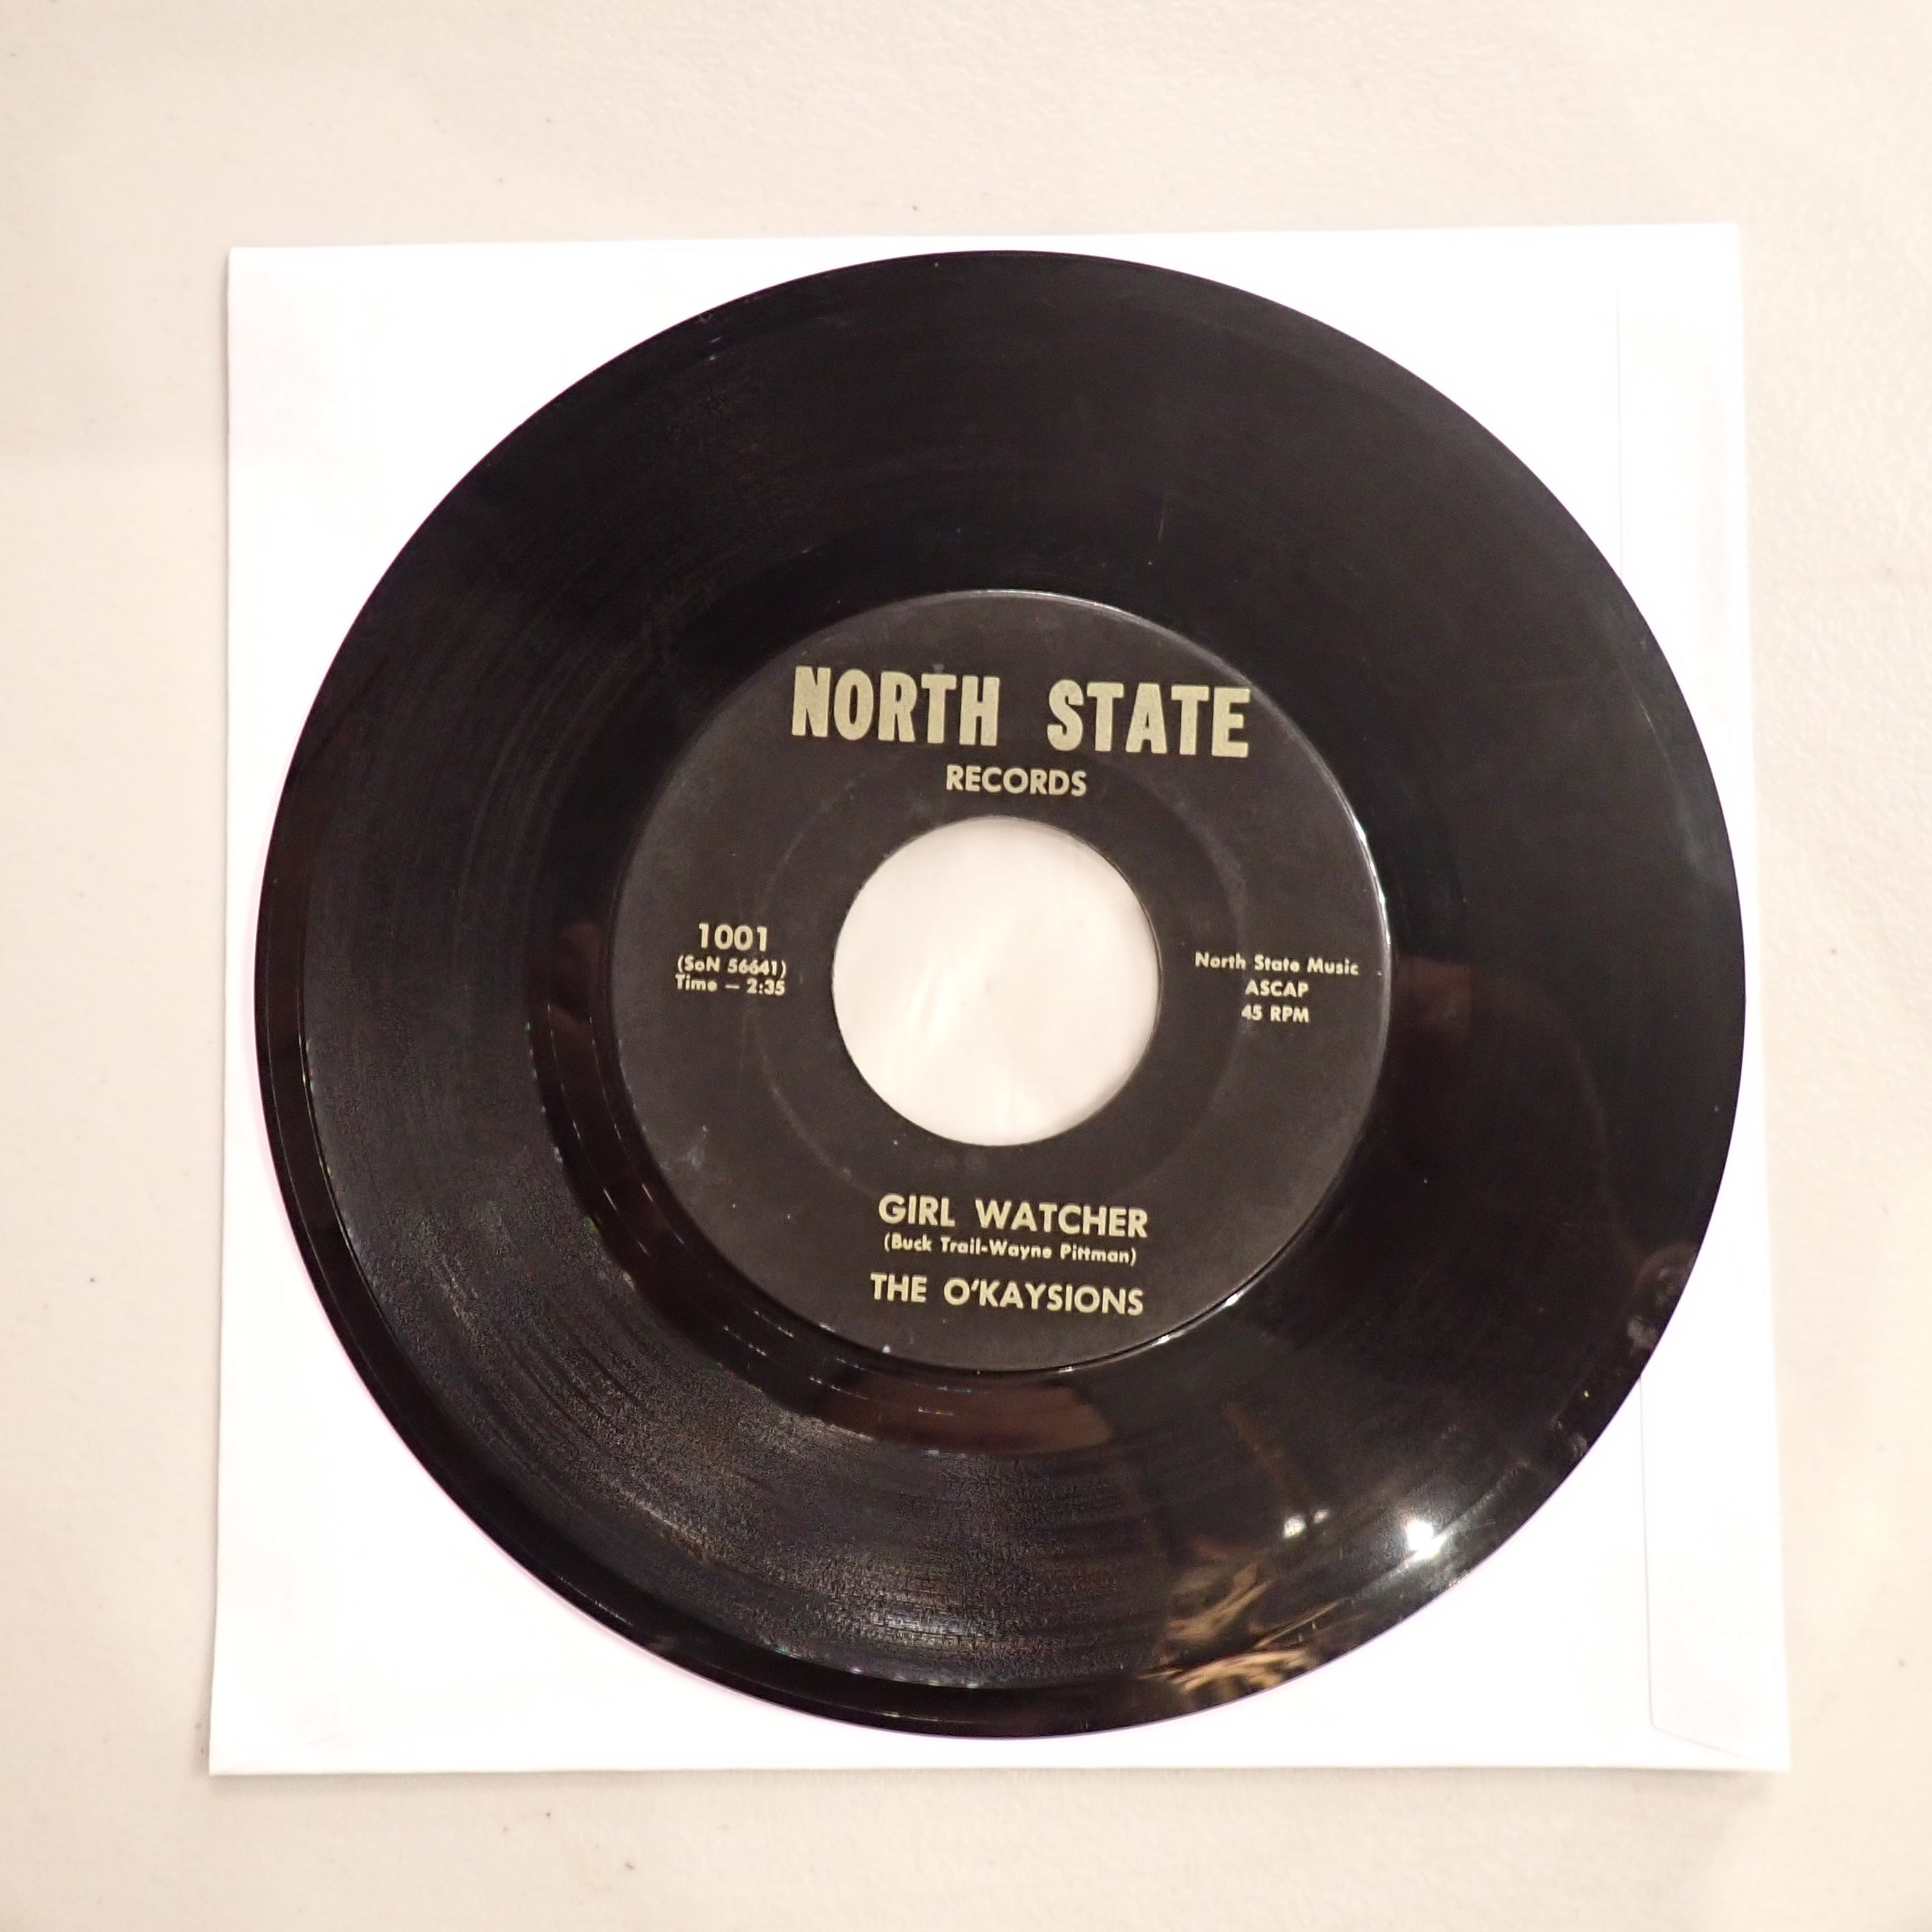 NORTH STATE
RECORDS
1001
(SoN 56641)
Time — 2:35
North State Music
ASCAP
45 RPM
GIRL WATCHER
(Buck Trail-Wayne Pittman)
THE O'KAYSIONS